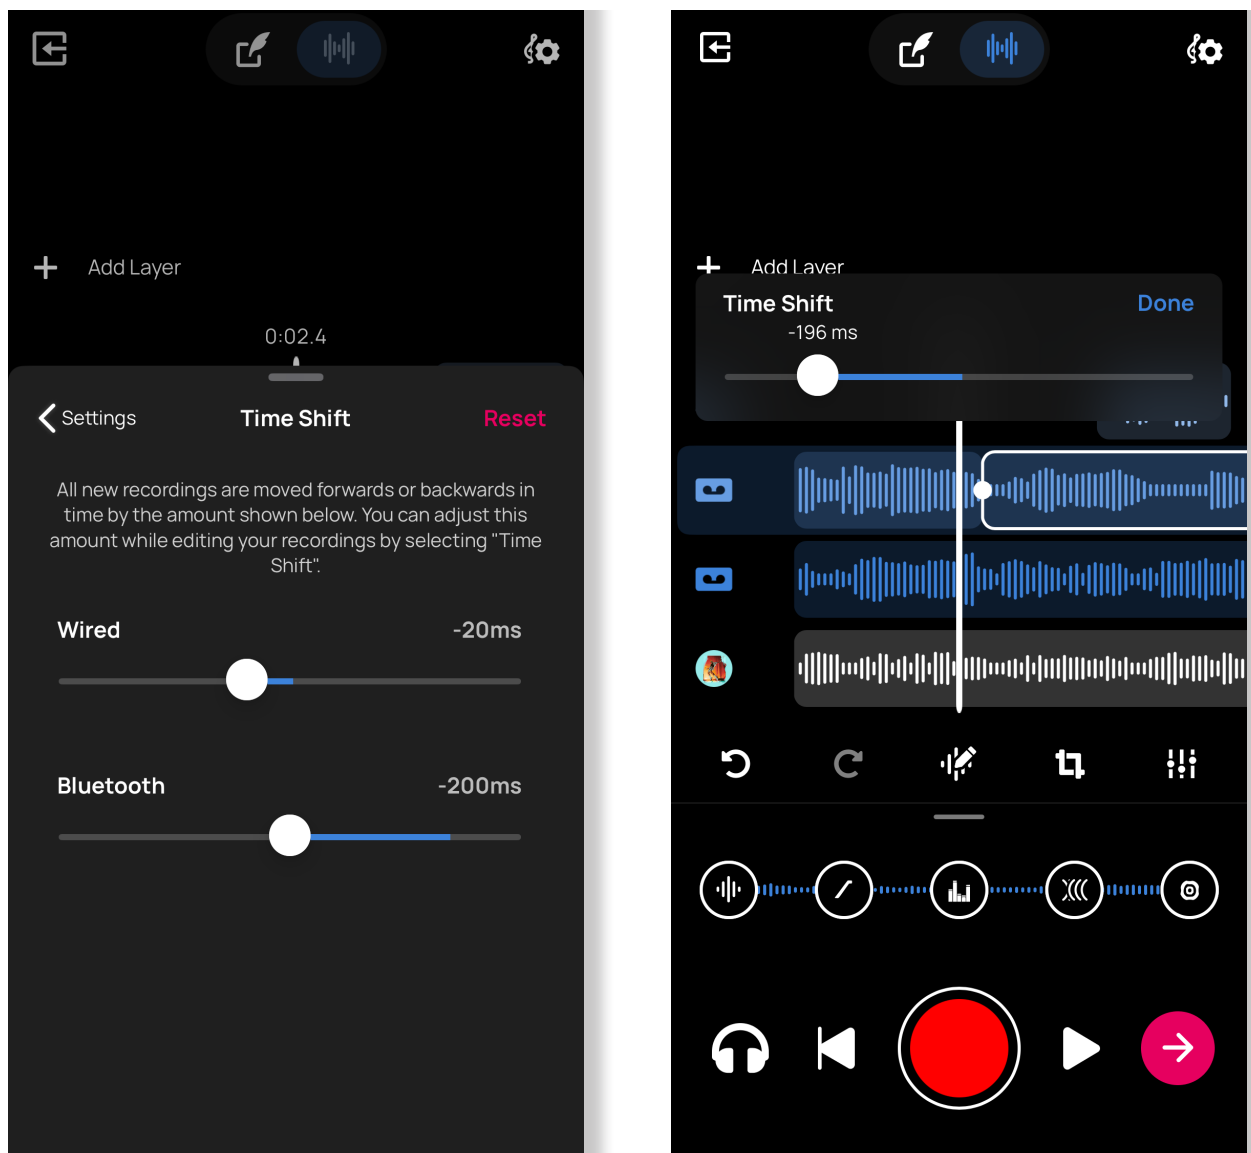 Add Layer
0:02.4
Settings
Time Shift
Reset
All new recordings are moved forwards or backwards in
time by the amount shown below. You can adjust this
amount while editing your recordings by selecting "Time
Shift".
Wired
-20ms
Bluetooth
-200ms
Add Layer
Time Shift
Done
-196 ms